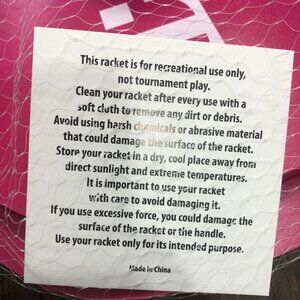 This racket is for recreational use only,
not tournament play.
Clean your racket after every use with a
soft cloth to remove any dirt or debris.
Avoid using harsh chemicals or abrasive material
that could damage the surface of the racket.
Store your racket in a dry, cool place away from
direct sunlight and extreme temperatures.
It is important to use your racket
with care to avoid damaging it.
If you use excessive force, you could damage the
surface of the racket or the handle.
Use your racket only for its intended purpose.
Made in China